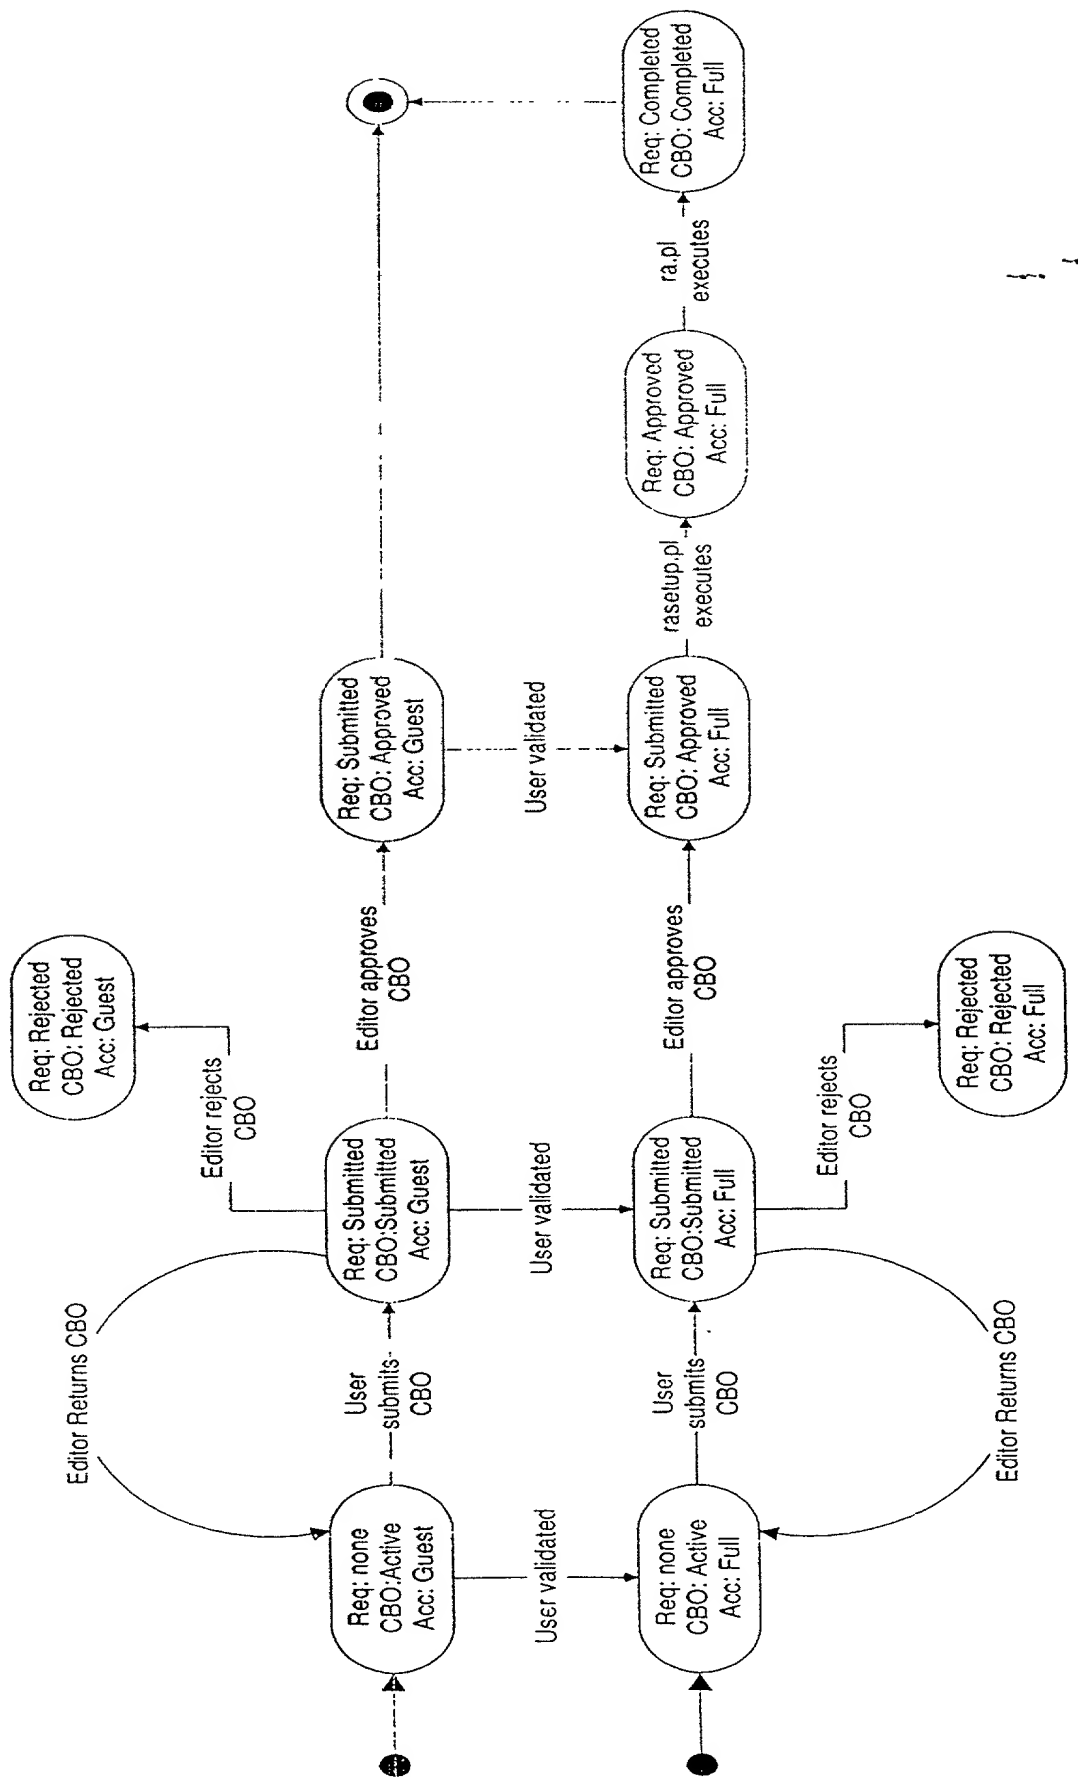 Req: Rejected
CBO: Rejected
Acc: Guest
Editor rejects
CBO
Editor Returns CBO
Req: none
CBO:Active
Acc: Guest
User
submits
CBO
Req: Submitted
CBO:Submitted
Acc: Guest
Editor approves
CBO
Req: Submitted
CBO: Approved
Acc: Guest
User validated
User validated
User validated
Req: none
CBO: Active
Acc: Full
User
submits
CBO
Req: Submitted
CBO:Submitted
Acc: Full
Editor approves
CBO
Req: Submitted
CBO: Approved
Acc: Full
rasetup.pl
executes
Req: Approved
CBO: Approved
Acc: Full
ra.pl
executes
Req: Completed
CBO: Completed
Acc: Full
Editor rejects
CBO
Editor Returns CBO
Req: Rejected
CBO: Rejected
Acc: Full